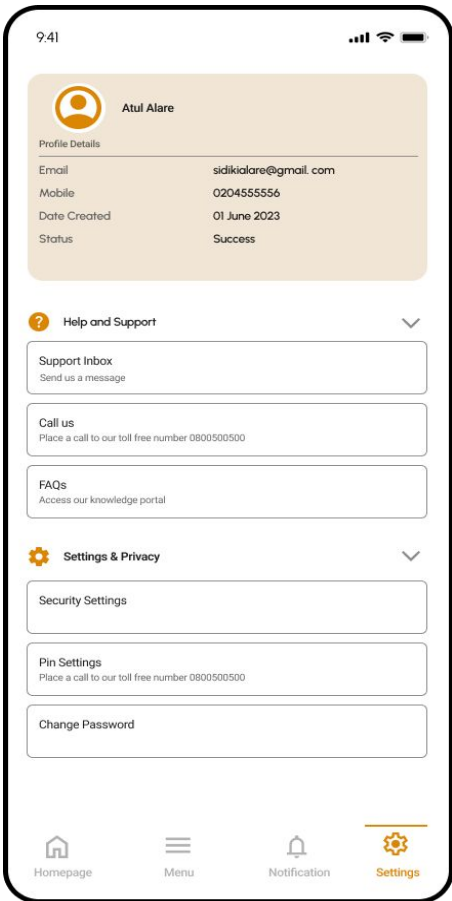 9:41
Atul Alare
Profile Details
Email sidikialare@gmail. com
Mobile 0204555556
Date Created 01 June 2023
Status Success
Help and Support
Support Inbox
Send us a message
Call us
Place a call to our toll free number 0800500500
FAQs
Access our knowledge portal
Settings & Privacy
Security Settings
Pin Settings
Place a call to our toll free number 0800500500
Change Password
Homepage Menu Notification Settings